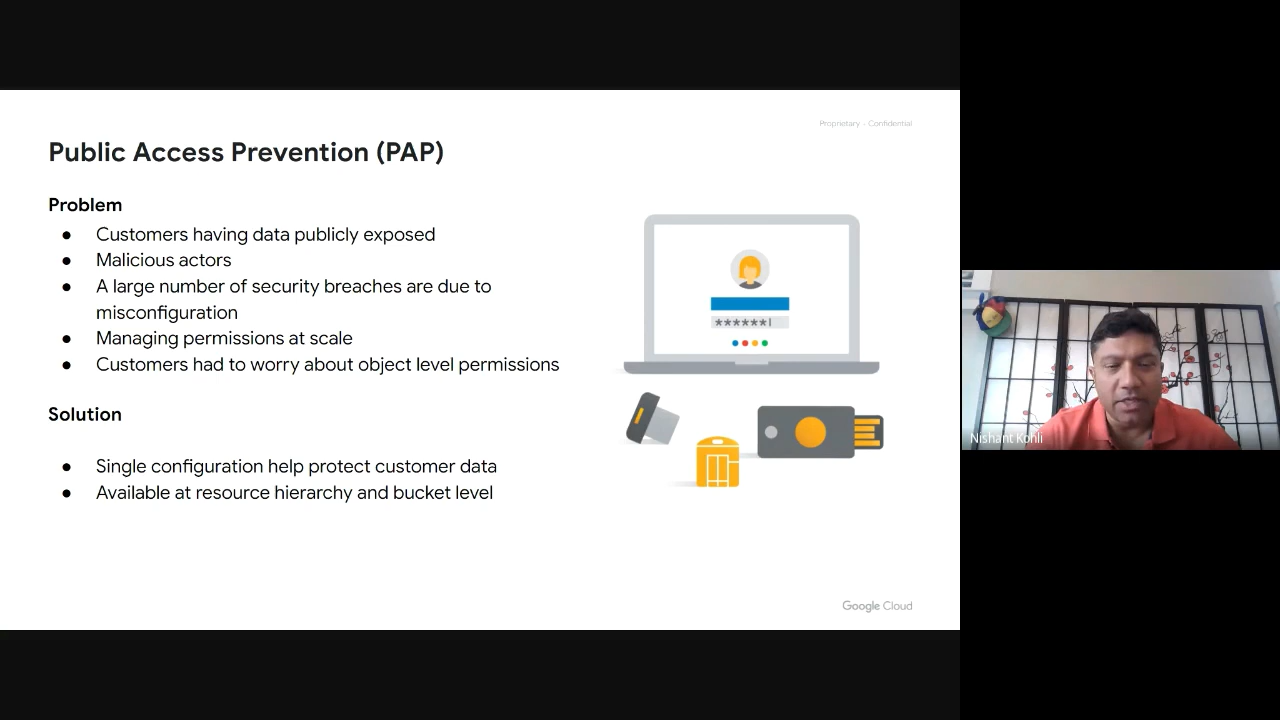 Proprietary - Confidential
Public Access Prevention (PAP)
Problem
● Customers having data publicly exposed
● Malicious actors
● A large number of security breaches are due to
misconfiguration
● Managing permissions at scale
● Customers had to worry about object level permissions
Solution
● Single configuration help protect customer data
● Available at resource hierarchy and bucket level
******|
Google Cloud
Nishant Kohli